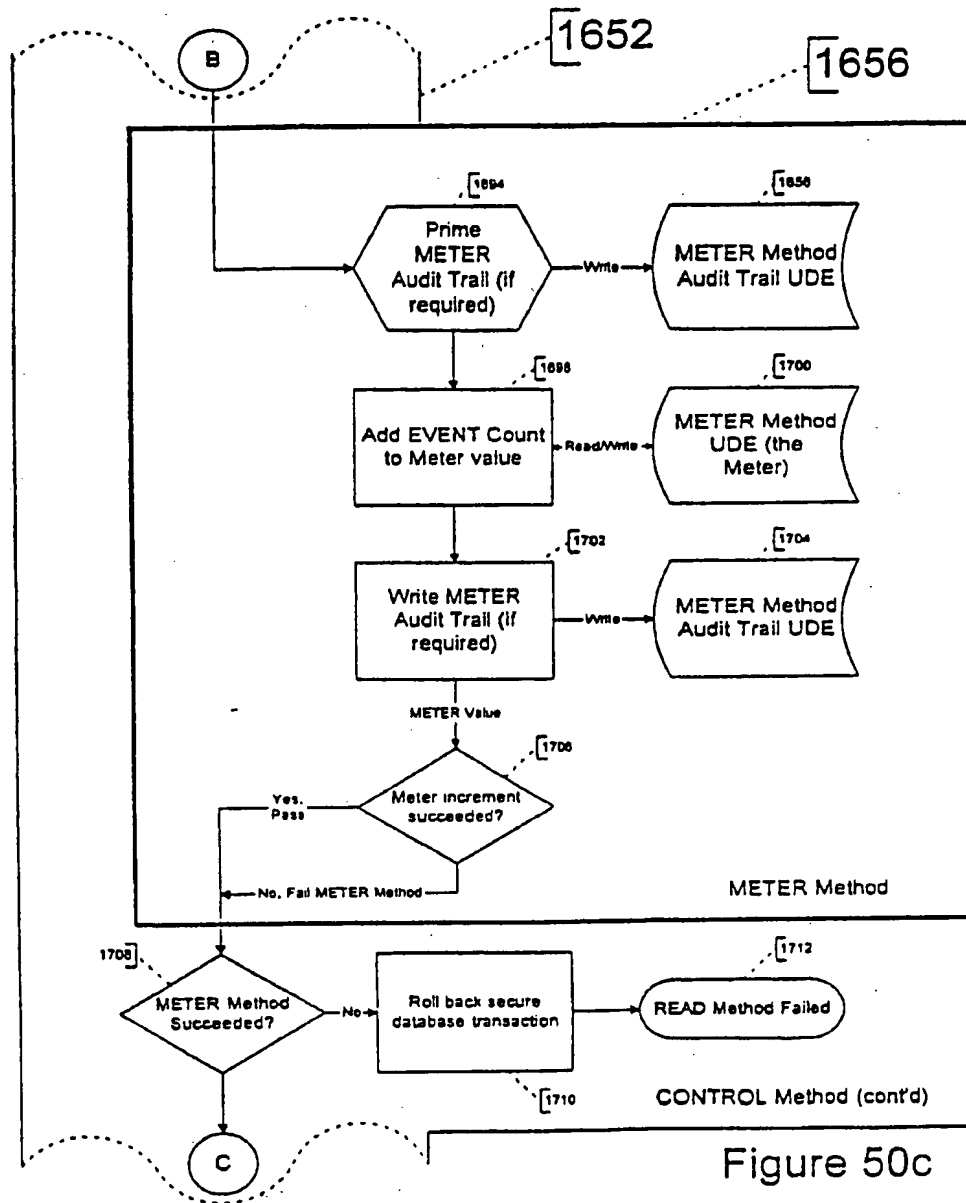 1652
B
1656
1694
1656
Prime
METER
Audit Trail (if
required)
Write
METER Method
Audit Trail UDE
1698
1700
Add EVENT Count
to Meter value
Read/Write
METER Method
UDE (the
Meter)
1702
1704
Write METER
Audit Trail (if
required)
Write
METER Method
Audit Trail UDE
METER Value
1706
Yes,
Pass
Meter increment
succeeded?
No, Fail METER Method
METER Method
1708
1712
METER Method
Succeeded?
No
Roll back secure
database transaction
READ Method Failed
1710
CONTROL Method (cont'd)
C
Figure 50c